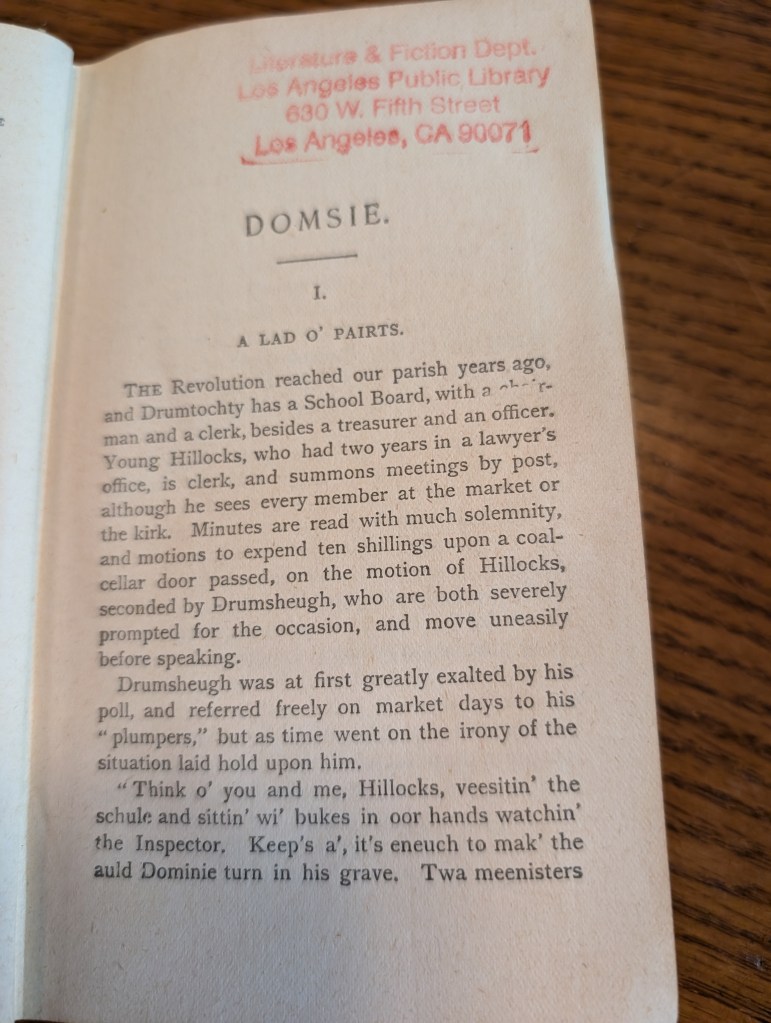 Literature & Fiction Dept.
Los Angeles Public Library
630 W. Fifth Street
Los Angeles, CA 90071
DOMSIE.
I.
A LAD O' PAIRTS.
THE Revolution reached our parish years ago,
and Drumtochty has a School Board, with a
man and a clerk, besides a treasurer and an officer.
Young Hillocks, who had two years in a lawyer's
office, is clerk, and summons meetings by post,
although he sees every member at the market or
the kirk. Minutes are read with much solemnity,
and motions to expend ten shillings upon a coal-
cellar door passed, on the motion of Hillocks,
seconded by Drumsheugh, who are both severely
prompted for the occasion, and move uneasily
before speaking.
Drumsheugh was at first greatly exalted by his
poll, and referred freely on market days to his
"plumpers," but as time went on the irony of the
situation laid hold upon him.
"Think o' you and me, Hillocks, veesitin' the
schule and sittin' wi' bukes in oor hands watchin'
the Inspector. Keep's a', it's eneuch to mak' the
auld Dominie turn in his grave. Twa meenisters